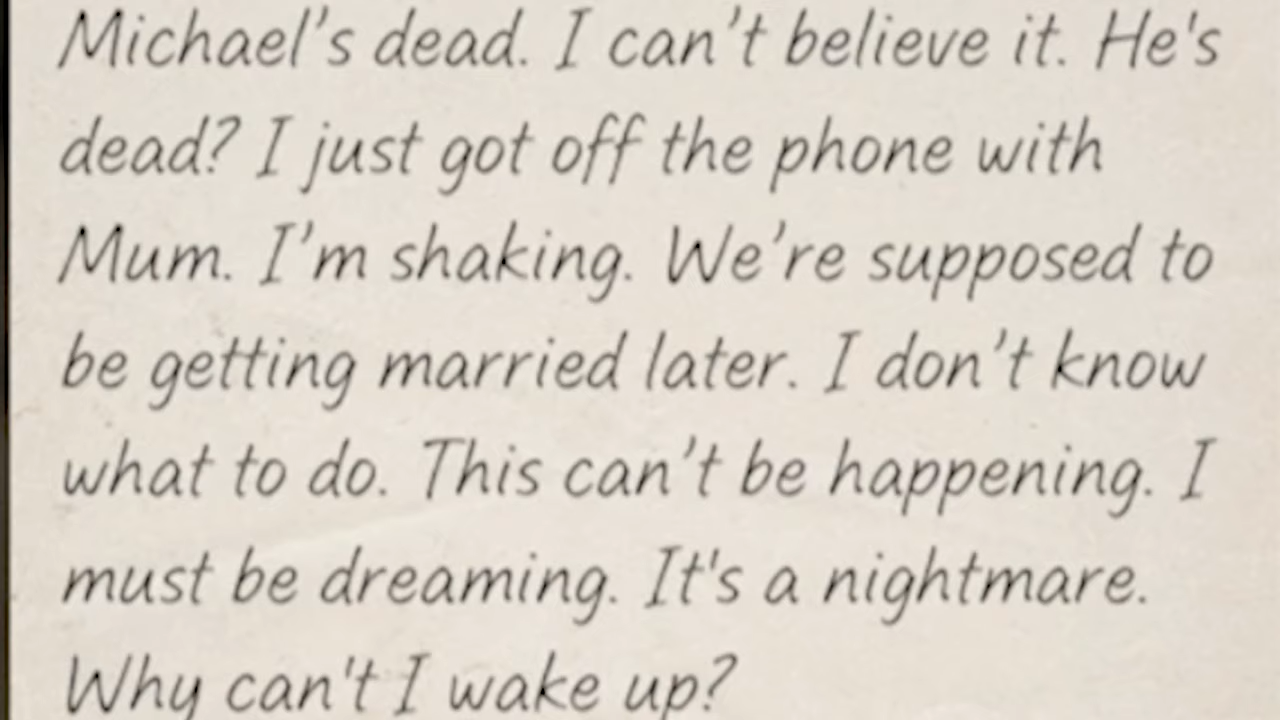 Michael’s dead. I can’t believe it. He's
dead? I just got off the phone with
Mum. I’m shaking. We’re supposed to
be getting married later. I don’t know
what to do. This can’t be happening. I
must be dreaming. It's a nightmare.
Why can't I wake up?